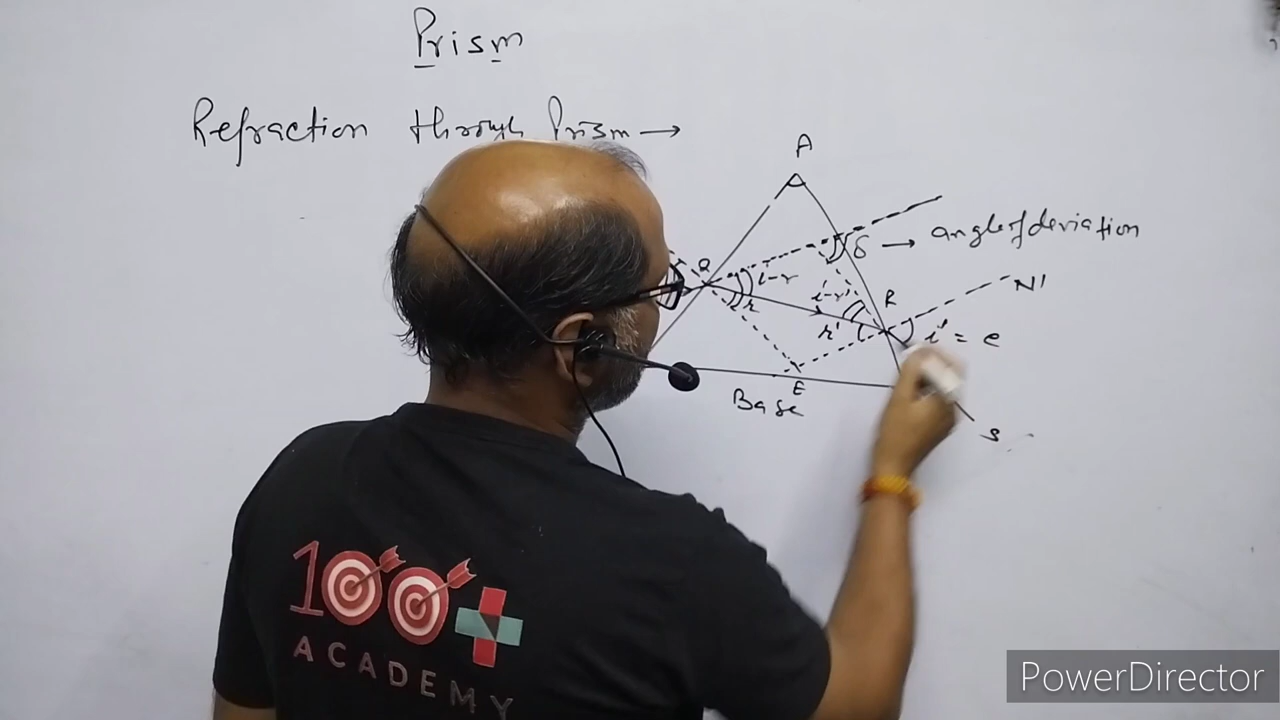 Prism
Refraction through Prism →
A
δ → angle of deviation
Q
i-r
r
N'
i'-r'
R
r'
i' = e
E
Base
S
100+
ACADEMY
PowerDirector